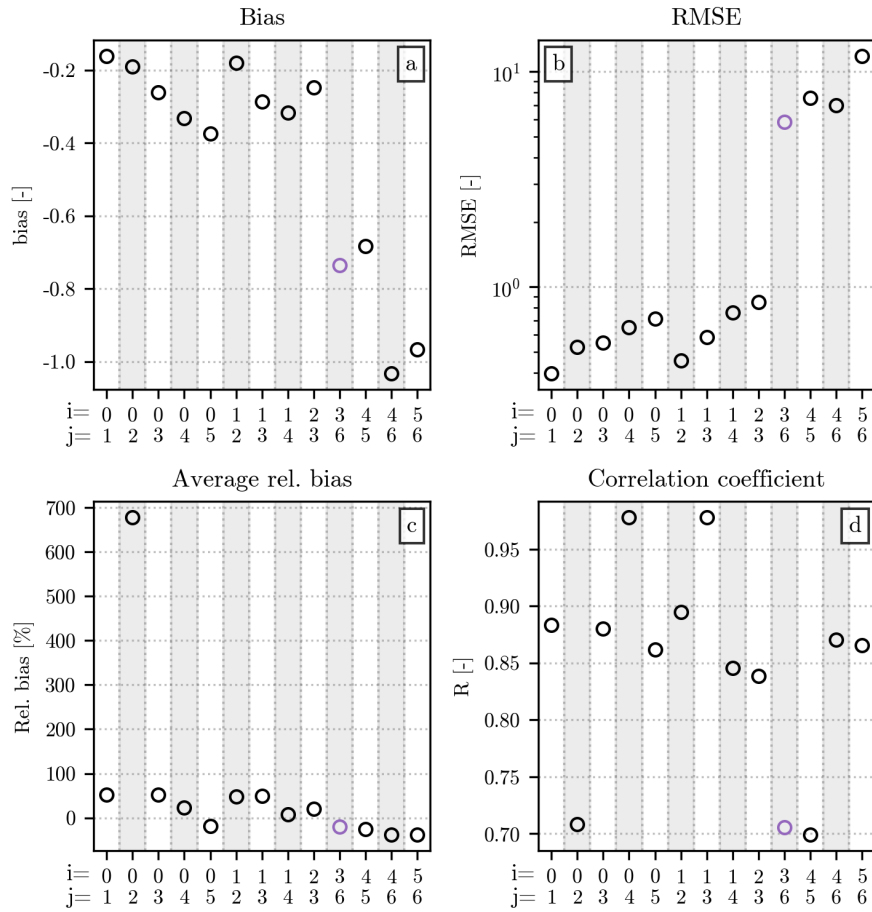 Bias
a
bias [-]
-0.2
-0.4
-0.6
-0.8
-1.0
i= 0 0 0 0 0 1 1 1 2 3 4 4 5
j= 1 2 3 4 5 2 3 4 3 6 5 6 6
RMSE
b
RMSE [-]
10¹
10⁰
i= 0 0 0 0 0 1 1 1 2 3 4 4 5
j= 1 2 3 4 5 2 3 4 3 6 5 6 6
Average rel. bias
c
Rel. bias [%]
700
600
500
400
300
200
100
0
i= 0 0 0 0 0 1 1 1 2 3 4 4 5
j= 1 2 3 4 5 2 3 4 3 6 5 6 6
Correlation coefficient
d
R [-]
0.95
0.90
0.85
0.80
0.75
0.70
i= 0 0 0 0 0 1 1 1 2 3 4 4 5
j= 1 2 3 4 5 2 3 4 3 6 5 6 6